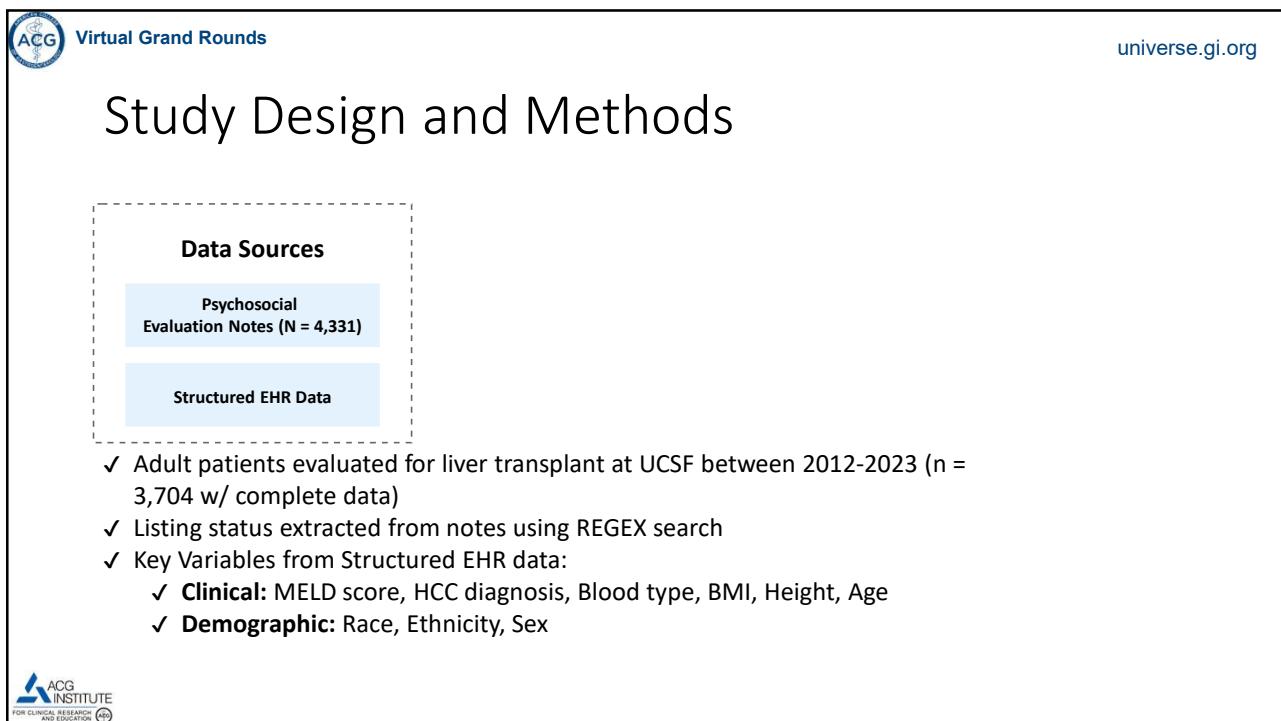 ACG
Virtual Grand Rounds
universe.gi.org
Study Design and Methods
Data Sources
Psychosocial
Evaluation Notes (N = 4,331)
Structured EHR Data
✓ Adult patients evaluated for liver transplant at UCSF between 2012-2023 (n =
3,704 w/ complete data)
✓ Listing status extracted from notes using REGEX search
✓ Key Variables from Structured EHR data:
✓ Clinical: MELD score, HCC diagnosis, Blood type, BMI, Height, Age
✓ Demographic: Race, Ethnicity, Sex
ACG
INSTITUTE
FOR CLINICAL RESEARCH
AND EDUCATION